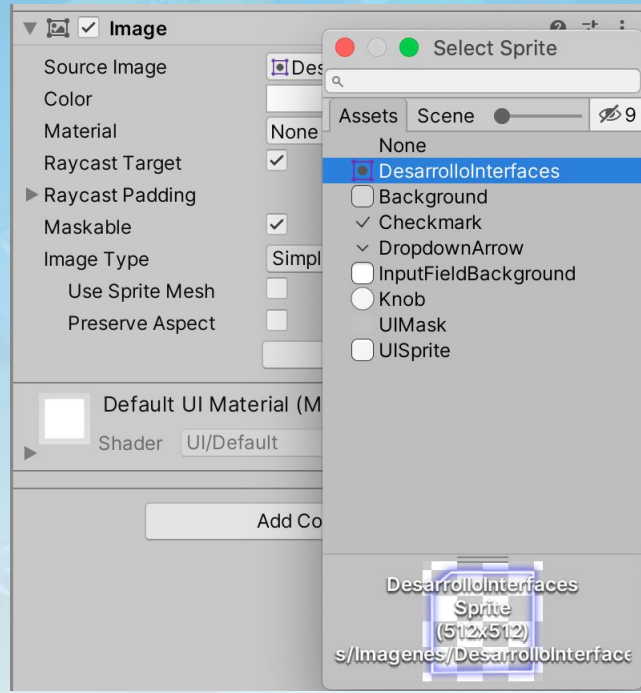 Image
Source Image
Des
Color
Material
None
Raycast Target
Raycast Padding
Maskable
Image Type
Simpl
Use Sprite Mesh
Preserve Aspect
Default UI Material (M
Shader
UI/Default
Add Co
Select Sprite
Assets
Scene
9
None
DesarrolloInterfaces
Background
Checkmark
DropdownArrow
InputFieldBackground
Knob
UIMask
UISprite
DesarrolloInterfaces
Sprite
(512x512)
s/Imagenes/DesarrolloInterface